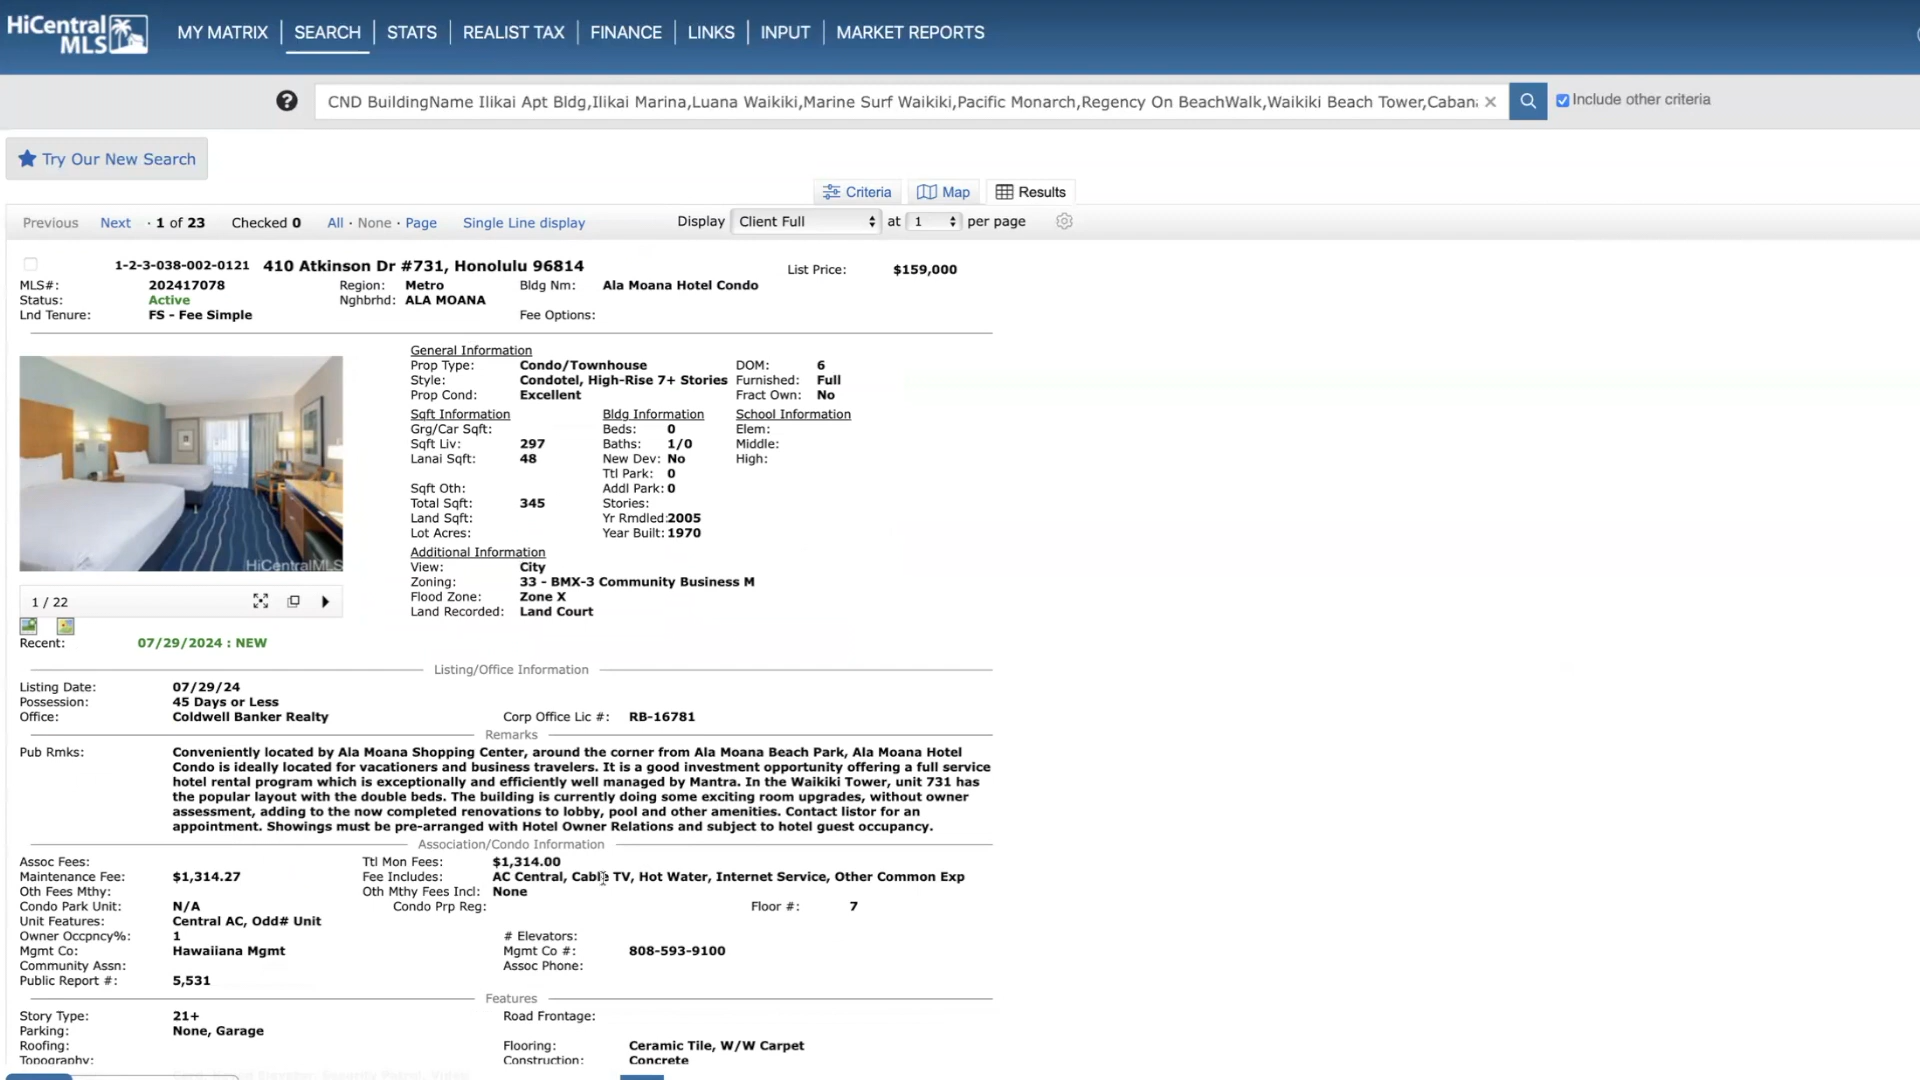 HiCentral MLS
MY MATRIX SEARCH STATS REALIST TAX FINANCE LINKS INPUT MARKET REPORTS
? CND BuildingName Ilikai Apt Bldg,Ilikai Marina,Luana Waikiki,Marine Surf Waikiki,Pacific Monarch,Regency On BeachWalk,Waikiki Beach Tower,Caban Include other criteria
Try Our New Search
Criteria Map Results
Previous Next · 1 of 23 Checked 0 All · None · Page Single Line display Display Client Full at 1 per page
1-2-3-038-002-0121 410 Atkinson Dr #731, Honolulu 96814 List Price: $159,000
MLS#: 202417078 Region: Metro Bldg Nm: Ala Moana Hotel Condo
Status: Active Nghbrhd: ALA MOANA
Lnd Tenure: FS - Fee Simple Fee Options:
General Information
Prop Type: Condo/Townhouse DOM: 6
Style: Condotel, High-Rise 7+ Stories Furnished: Full
Prop Cond: Excellent Fract Own: No
Sqft Information Bldg Information School Information
Grg/Car Sqft: Beds: 0 Elem:
Sqft Liv: 297 Baths: 1/0 Middle:
Lanai Sqft: 48 New Dev: No High:
Ttl Park: 0
Sqft Oth: Addl Park: 0
Total Sqft: 345 Stories:
Land Sqft: Yr Rmdled: 2005
Lot Acres: Year Built: 1970
Additional Information
View: City
Zoning: 33 - BMX-3 Community Business M
Flood Zone: Zone X
Land Recorded: Land Court
HiCentralMLS
1 / 22
Recent: 07/29/2024 : NEW
Listing/Office Information
Listing Date: 07/29/24
Possession: 45 Days or Less
Office: Coldwell Banker Realty Corp Office Lic #: RB-16781
Remarks
Pub Rmks: Conveniently located by Ala Moana Shopping Center, around the corner from Ala Moana Beach Park, Ala Moana Hotel
Condo is ideally located for vacationers and business travelers. It is a good investment opportunity offering a full service
hotel rental program which is exceptionally and efficiently well managed by Mantra. In the Waikiki Tower, unit 731 has
the popular layout with the double beds. The building is currently doing some exciting room upgrades, without owner
assessment, adding to the now completed renovations to lobby, pool and other amenities. Contact listor for an
appointment. Showings must be pre-arranged with Hotel Owner Relations and subject to hotel guest occupancy.
Association/Condo Information
Assoc Fees: Ttl Mon Fees: $1,314.00
Maintenance Fee: $1,314.27 Fee Includes: AC Central, Cable TV, Hot Water, Internet Service, Other Common Exp
Oth Fees Mthy: Oth Mthy Fees Incl: None
Condo Park Unit: N/A Condo Prp Reg: Floor #: 7
Unit Features: Central AC, Odd# Unit
Owner Occpncy%: 1 # Elevators:
Mgmt Co: Hawaiiana Mgmt Mgmt Co #: 808-593-9100
Community Assn: Assoc Phone:
Public Report #: 5,531
Features
Story Type: 21+ Road Frontage:
Parking: None, Garage
Roofing: Flooring: Ceramic Tile, W/W Carpet
Topography: Construction: Concrete